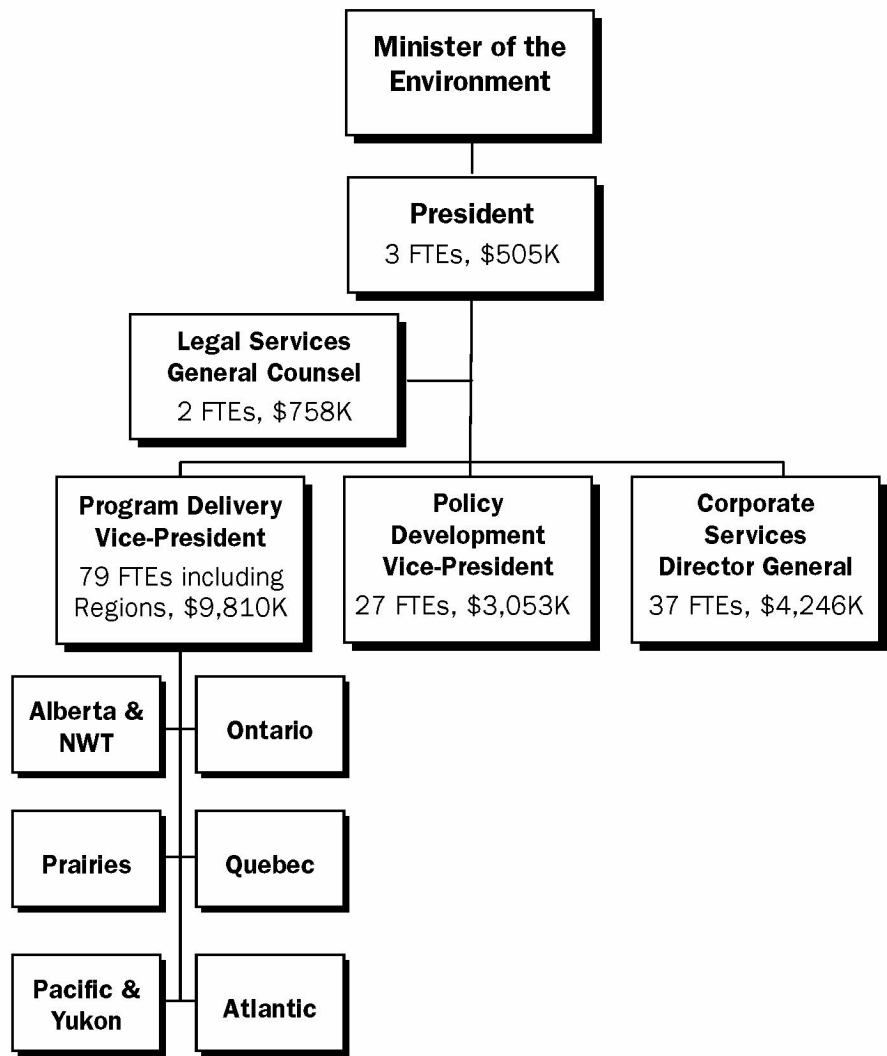 Minister of the
Environment
President
3 FTEs, $505K
Legal Services
General Counsel
2 FTEs, $758K
Program Delivery
Vice-President
79 FTEs including
Regions, $9,810K
Policy
Development
Vice-President
27 FTEs, $3,053K
Corporate
Services
Director General
37 FTEs, $4,246K
Alberta &
NWT
Ontario
Prairies
Quebec
Pacific &
Yukon
Atlantic